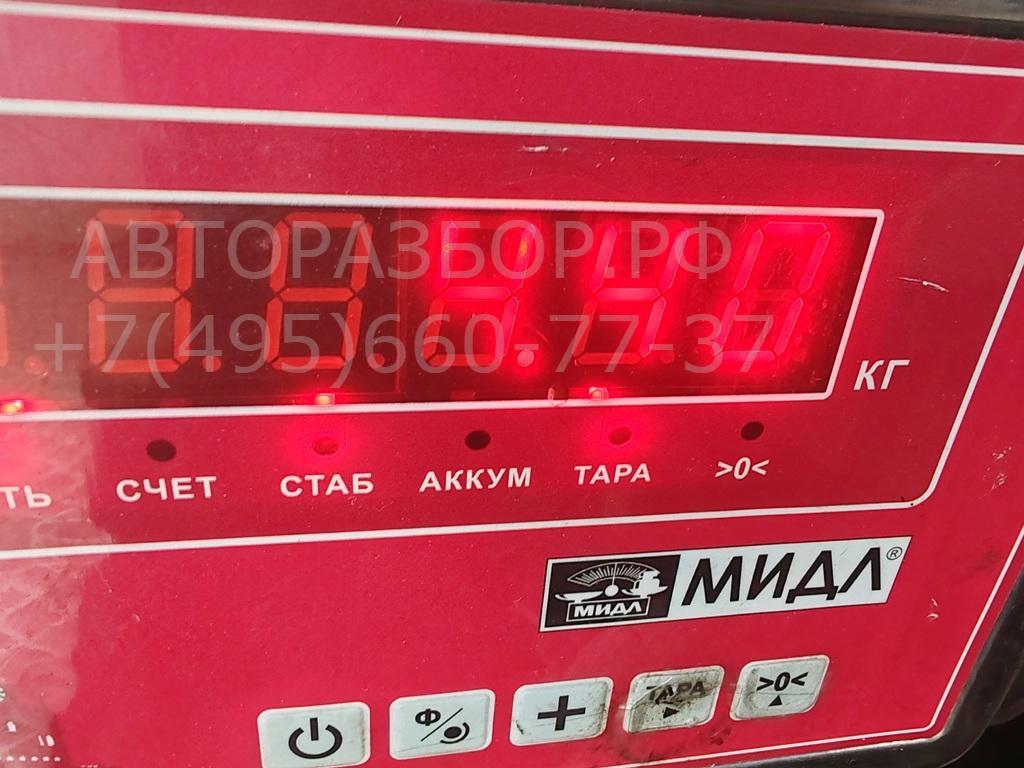 АВТОРАЗБОР.РФ
+7(495)660-77-37
КГ
СЧЕТ СТАБ АККУМ ТАРА >0<
МИДЛ МИДЛ®
Ф
+ ТАРА >0<